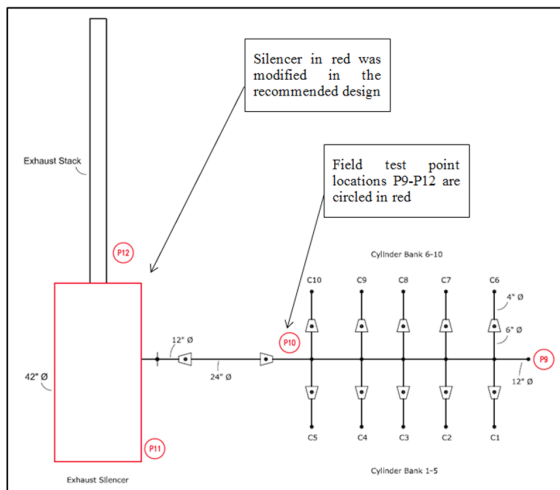 Silencer in red was
modified in the
recommended design
Exhaust Stack
Field test point
locations P9-P12 are
circled in red
P12
Cylinder Bank 6-10
C10 C9 C8 C7 C6
4" Ø
6" Ø
12" Ø
P10
P9
42" Ø
24" Ø
12" Ø
P11
C5 C4 C3 C2 C1
Exhaust Silencer
Cylinder Bank 1-5